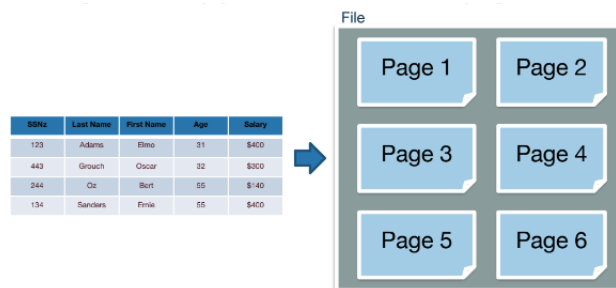 File
Page 1 Page 2
SSNz Last Name First Name Age Salary
123 Adams Elmo 31 $400
443 Grouch Oscar 32 $300
244 Oz Bert 55 $140
134 Sanders Ernie 55 $400
Page 3 Page 4
Page 5 Page 6